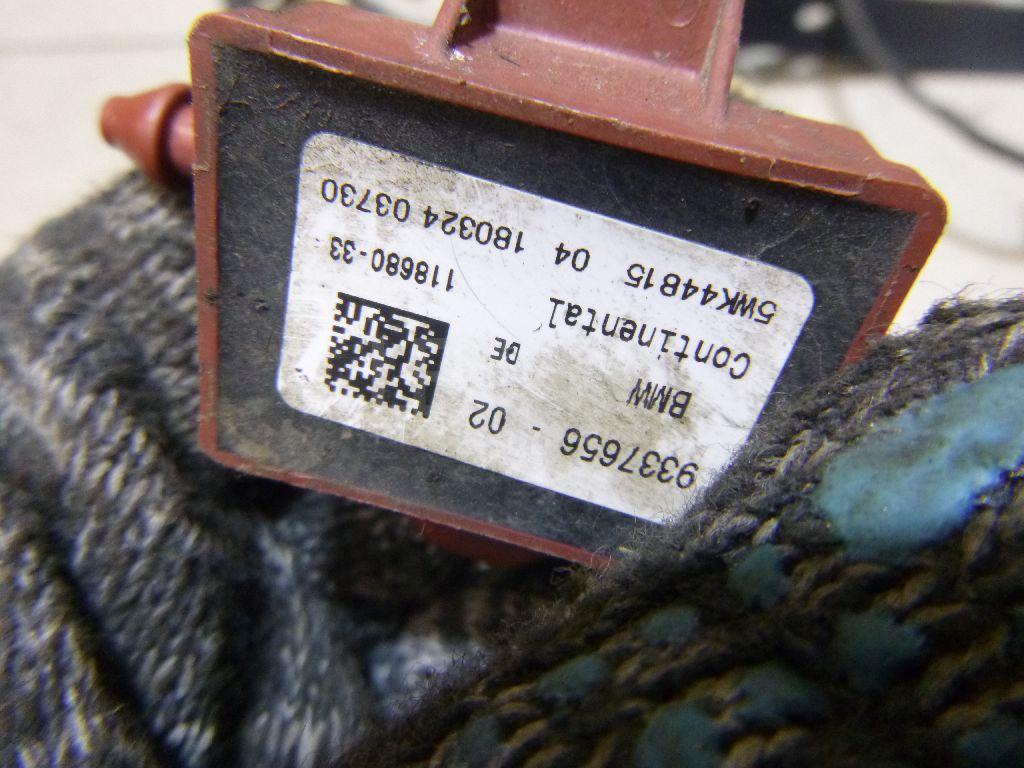 9337656 - 02
BMW DE
Continental
118680-33
5WK44815 04 180324 03730